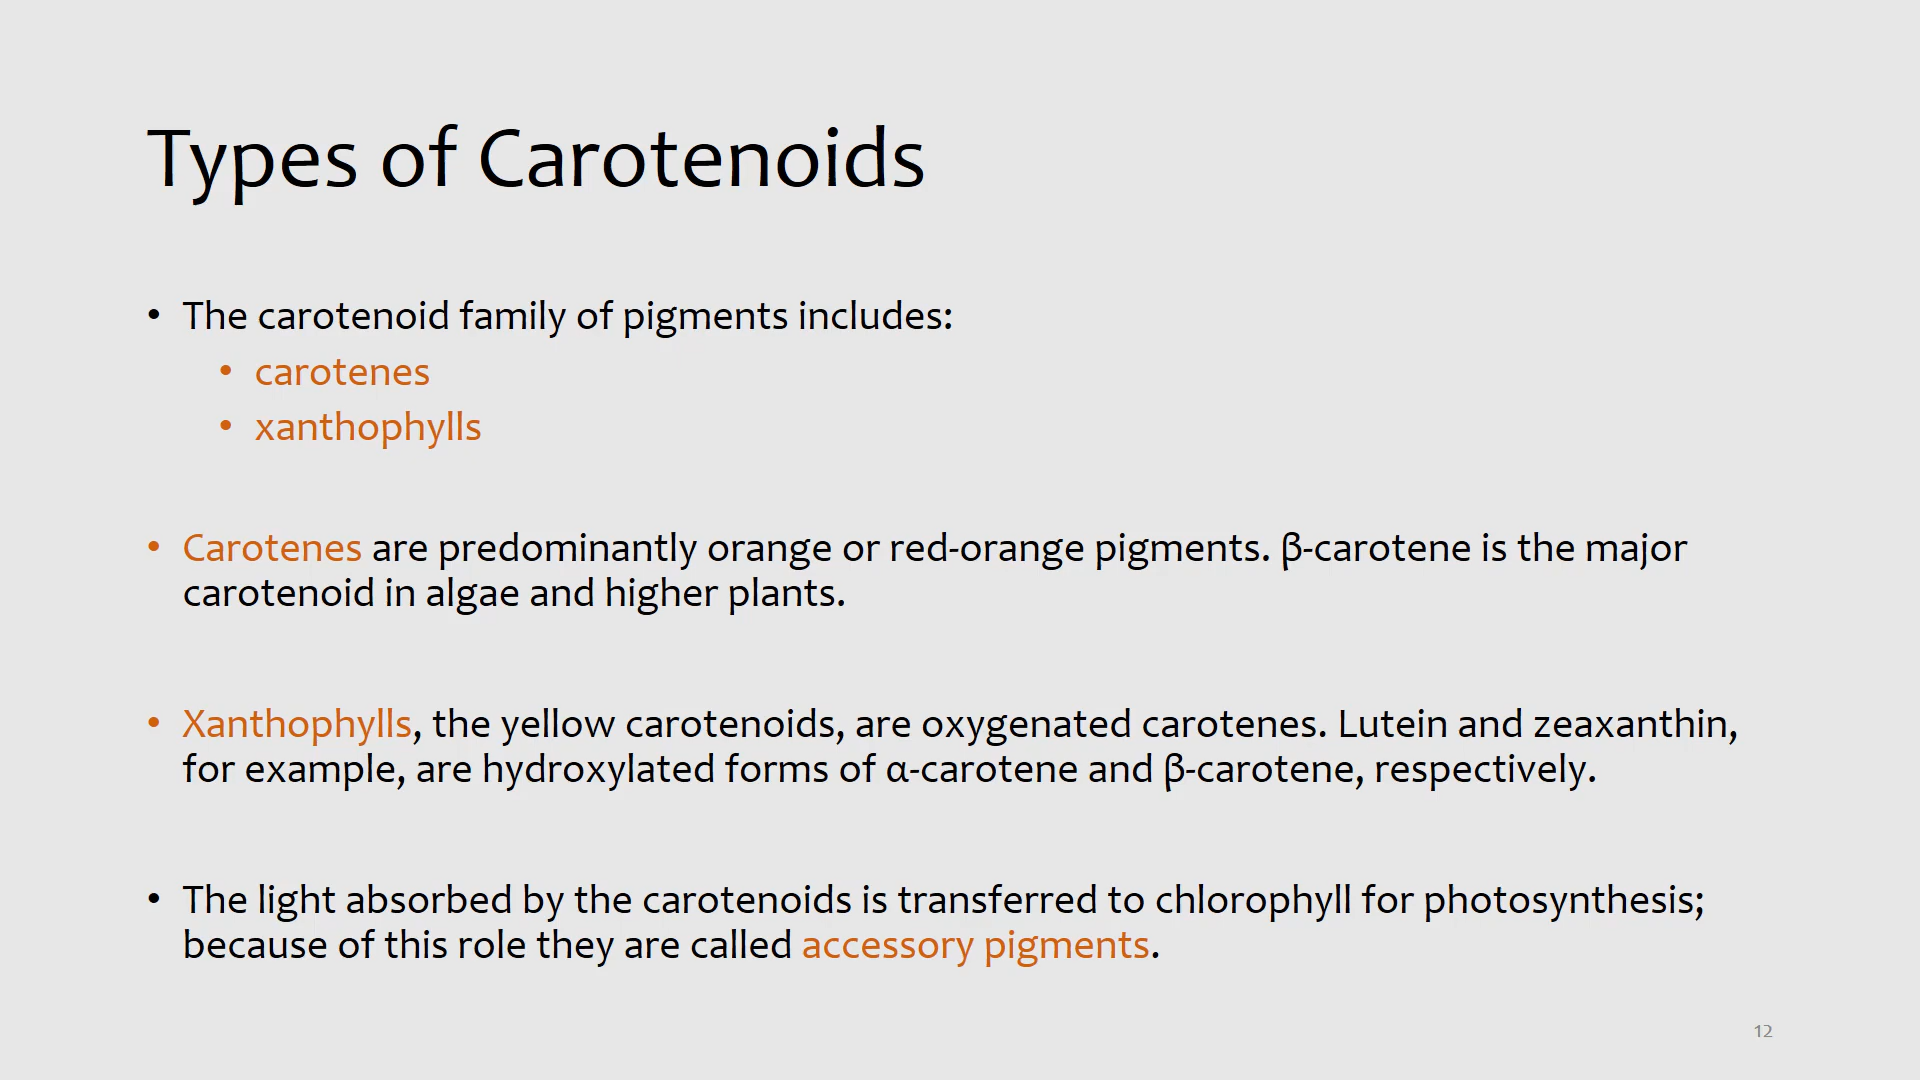 Types of Carotenoids
• The carotenoid family of pigments includes:
• carotenes
• xanthophylls
• Carotenes are predominantly orange or red-orange pigments. β-carotene is the major
carotenoid in algae and higher plants.
• Xanthophylls, the yellow carotenoids, are oxygenated carotenes. Lutein and zeaxanthin,
for example, are hydroxylated forms of α-carotene and β-carotene, respectively.
• The light absorbed by the carotenoids is transferred to chlorophyll for photosynthesis;
because of this role they are called accessory pigments.
12